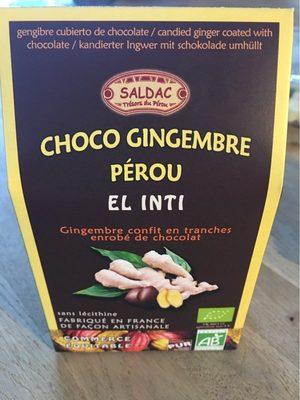 gengibre cubierto de chocolate / candied ginger coated with
chocolate / kandierter Ingwer mit schokolade umhüllt
SALDAC
Trésors du Pérou
CHOCO GINGEMBRE
PÉROU
EL INTI
Gingembre confit en tranches
enrobé de chocolat
sans lécithine
FABRIQUÉ EN FRANCE
DE FAÇON ARTISANALE
COMMERCE
ÉQUITABLE
PUR
AB